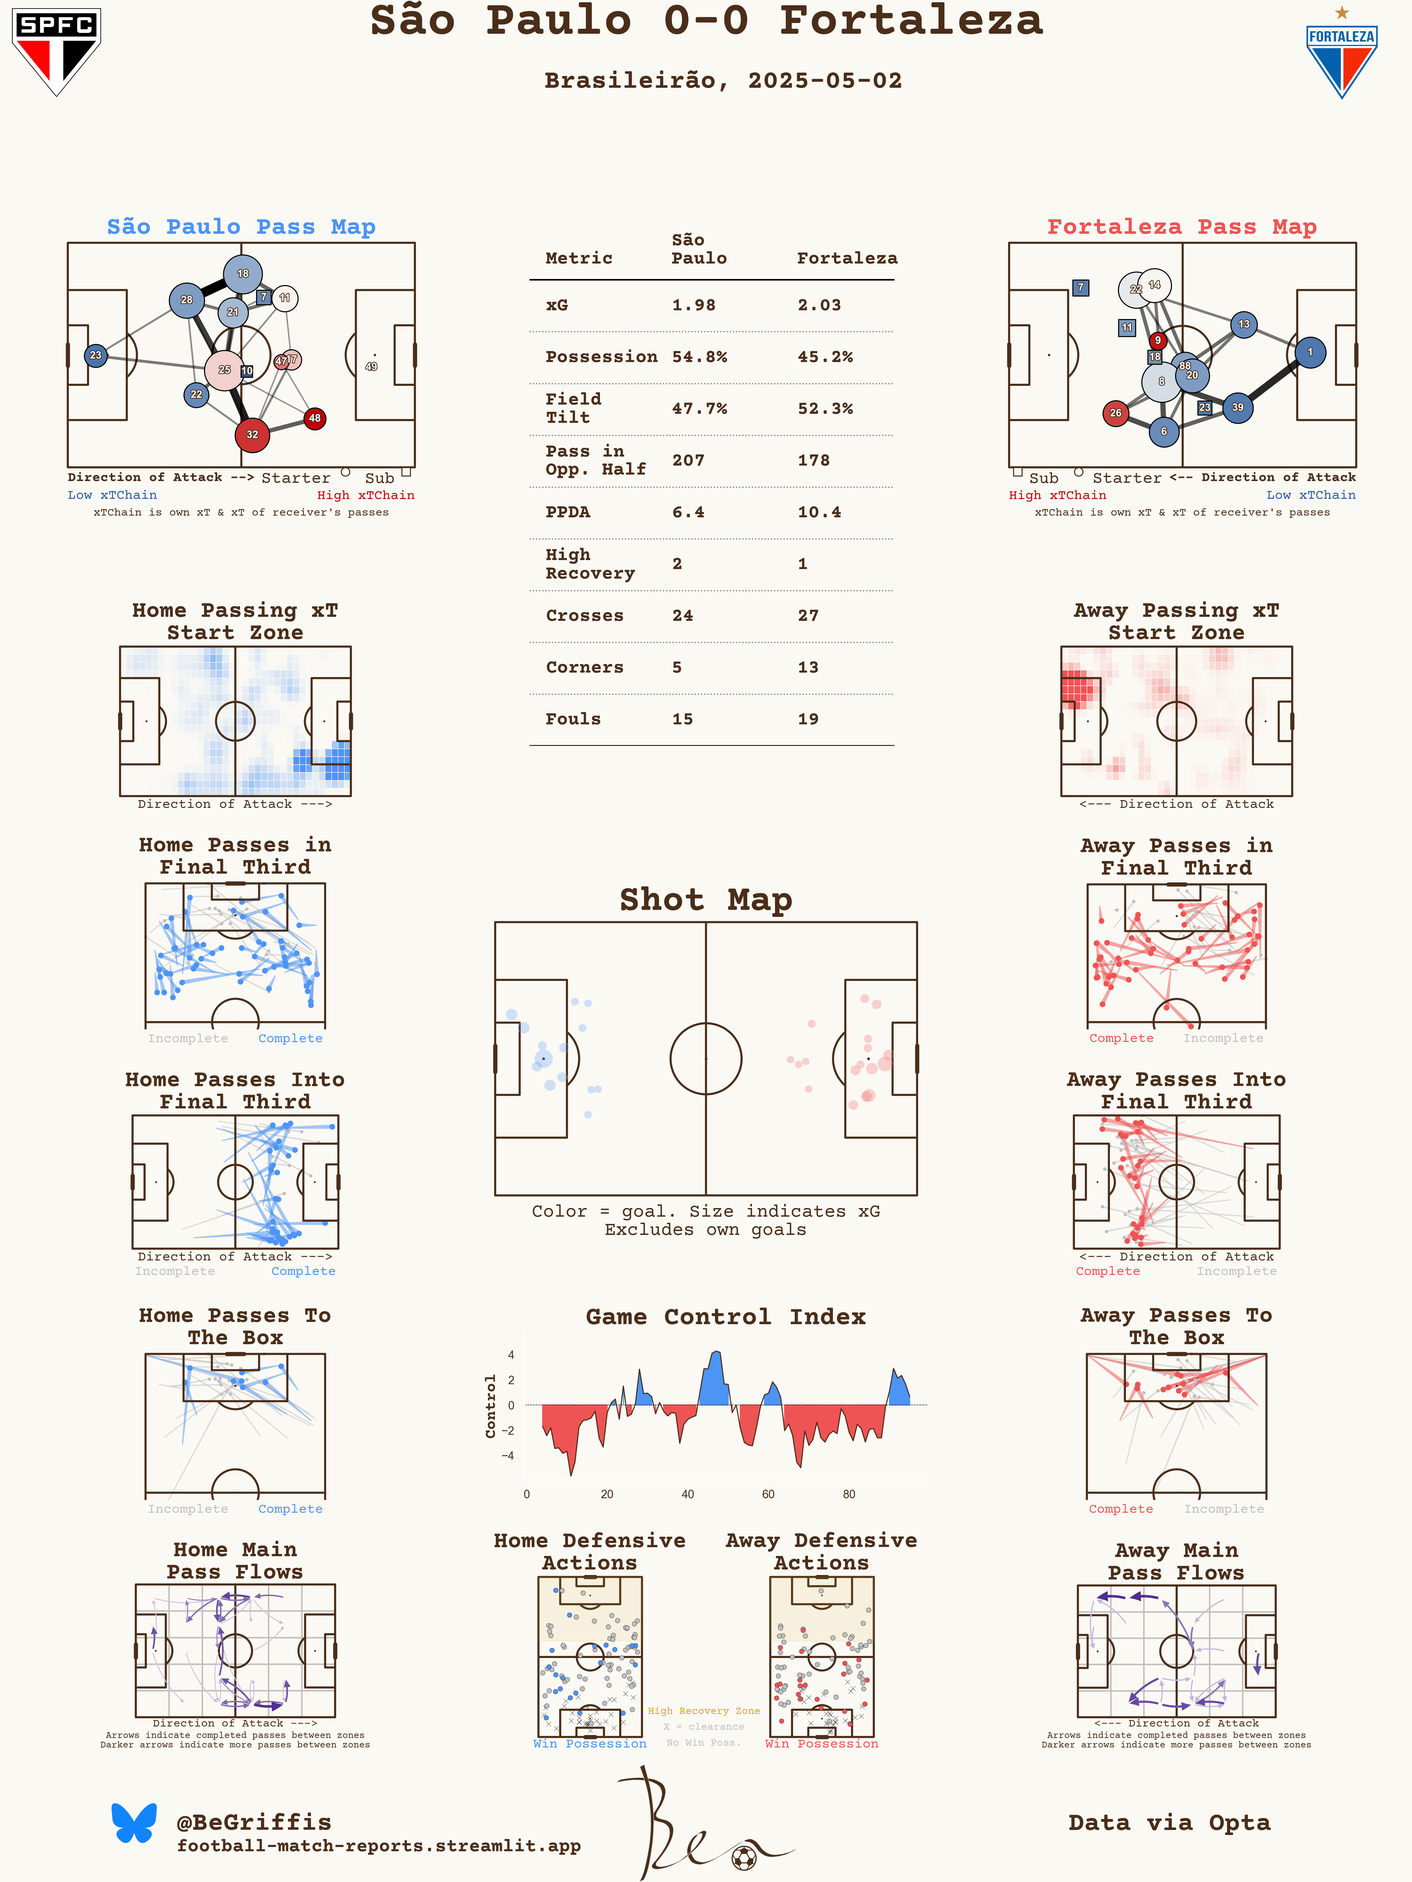 São Paulo 0-0 Fortaleza
SPFC
FORTALEZA
Brasileirão, 2025-05-02
São Paulo Pass Map
18
28
7
11
21
23
25
10
47
17
49
22
48
32
Direction of Attack --> Starter Sub
Low xTChain High xTChain
xTChain is own xT & xT of receiver's passes
Metric São Paulo Fortaleza
xG 1.98 2.03
Possession 54.8% 45.2%
Field Tilt 47.7% 52.3%
Pass in Opp. Half 207 178
PPDA 6.4 10.4
High Recovery 2 1
Crosses 24 27
Corners 5 13
Fouls 15 19
Fortaleza Pass Map
7
22
14
11
13
9
18
1
88
20
8
26
23
39
6
Sub Starter <-- Direction of Attack
High xTChain Low xTChain
xTChain is own xT & xT of receiver's passes
Home Passing xT
Start Zone
Direction of Attack --->
Away Passing xT
Start Zone
<--- Direction of Attack
Home Passes in
Final Third
Incomplete Complete
Away Passes in
Final Third
Complete Incomplete
Shot Map
Color = goal. Size indicates xG
Excludes own goals
Home Passes Into
Final Third
Direction of Attack --->
Incomplete Complete
Away Passes Into
Final Third
<--- Direction of Attack
Complete Incomplete
Home Passes To
The Box
Incomplete Complete
Game Control Index
Control
4
2
0
−2
−4
0 20 40 60 80
Away Passes To
The Box
Complete Incomplete
Home Main
Pass Flows
Direction of Attack --->
Arrows indicate completed passes between zones
Darker arrows indicate more passes between zones
Home Defensive
Actions
Win Possession
High Recovery Zone
X = clearance
No Win Poss.
Away Defensive
Actions
Win Possession
Away Main
Pass Flows
<--- Direction of Attack
Arrows indicate completed passes between zones
Darker arrows indicate more passes between zones
@BeGriffis
football-match-reports.streamlit.app
Ben
Data via Opta